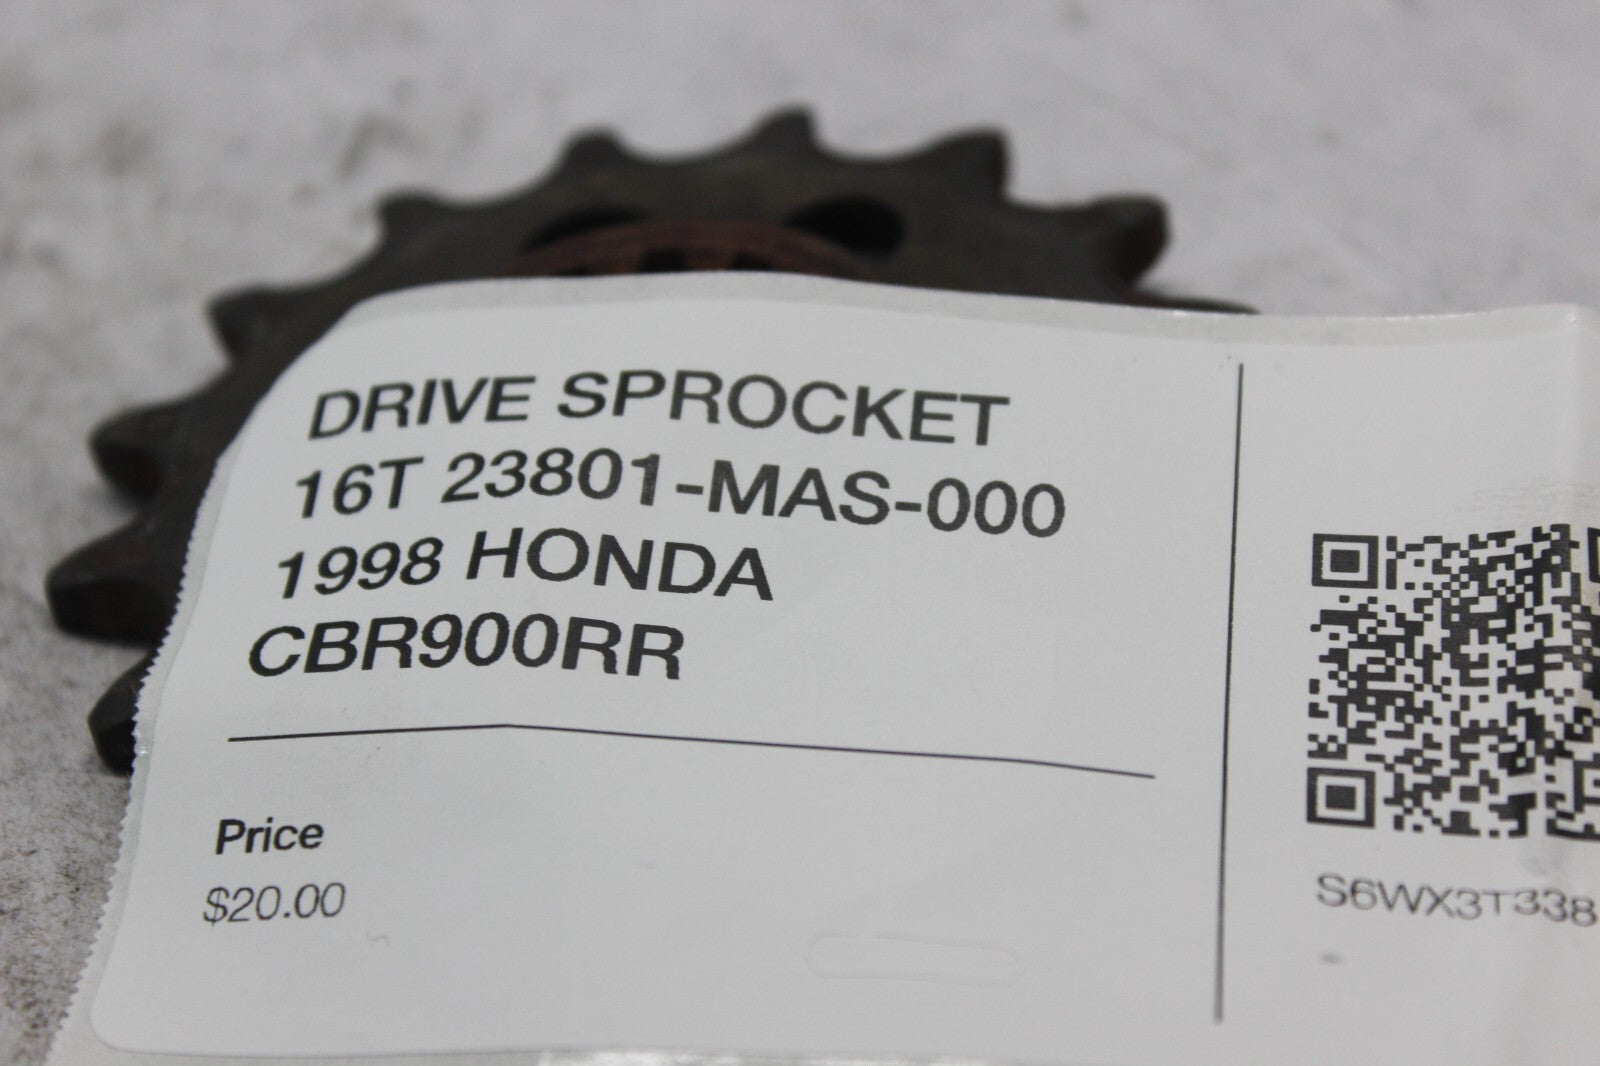 DRIVE SPROCKET
16T 23801-MAS-000
1998 HONDA
CBR900RR
Price
$20.00
S6WX3T338